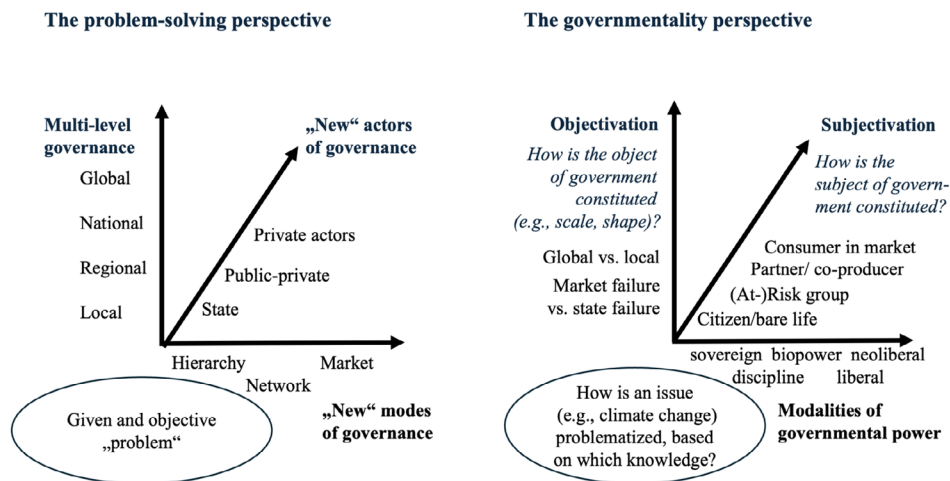 The problem-solving perspective
Multi-level
governance
Global
National
Regional
Local
„New“ actors
of governance
Private actors
Public-private
State
Hierarchy
Network
Market
„New“ modes
of governance
Given and objective
„problem“
The governmentality perspective
Objectivation
How is the object
of government
constituted
(e.g., scale, shape)?
Global vs. local
Market failure
vs. state failure
Subjectivation
How is the
subject of govern-
ment constituted?
Consumer in market
Partner/ co-producer
(At-)Risk group
Citizen/bare life
sovereign biopower neoliberal
discipline liberal
Modalities of
governmental power
How is an issue
(e.g., climate change)
problematized, based
on which knowledge?